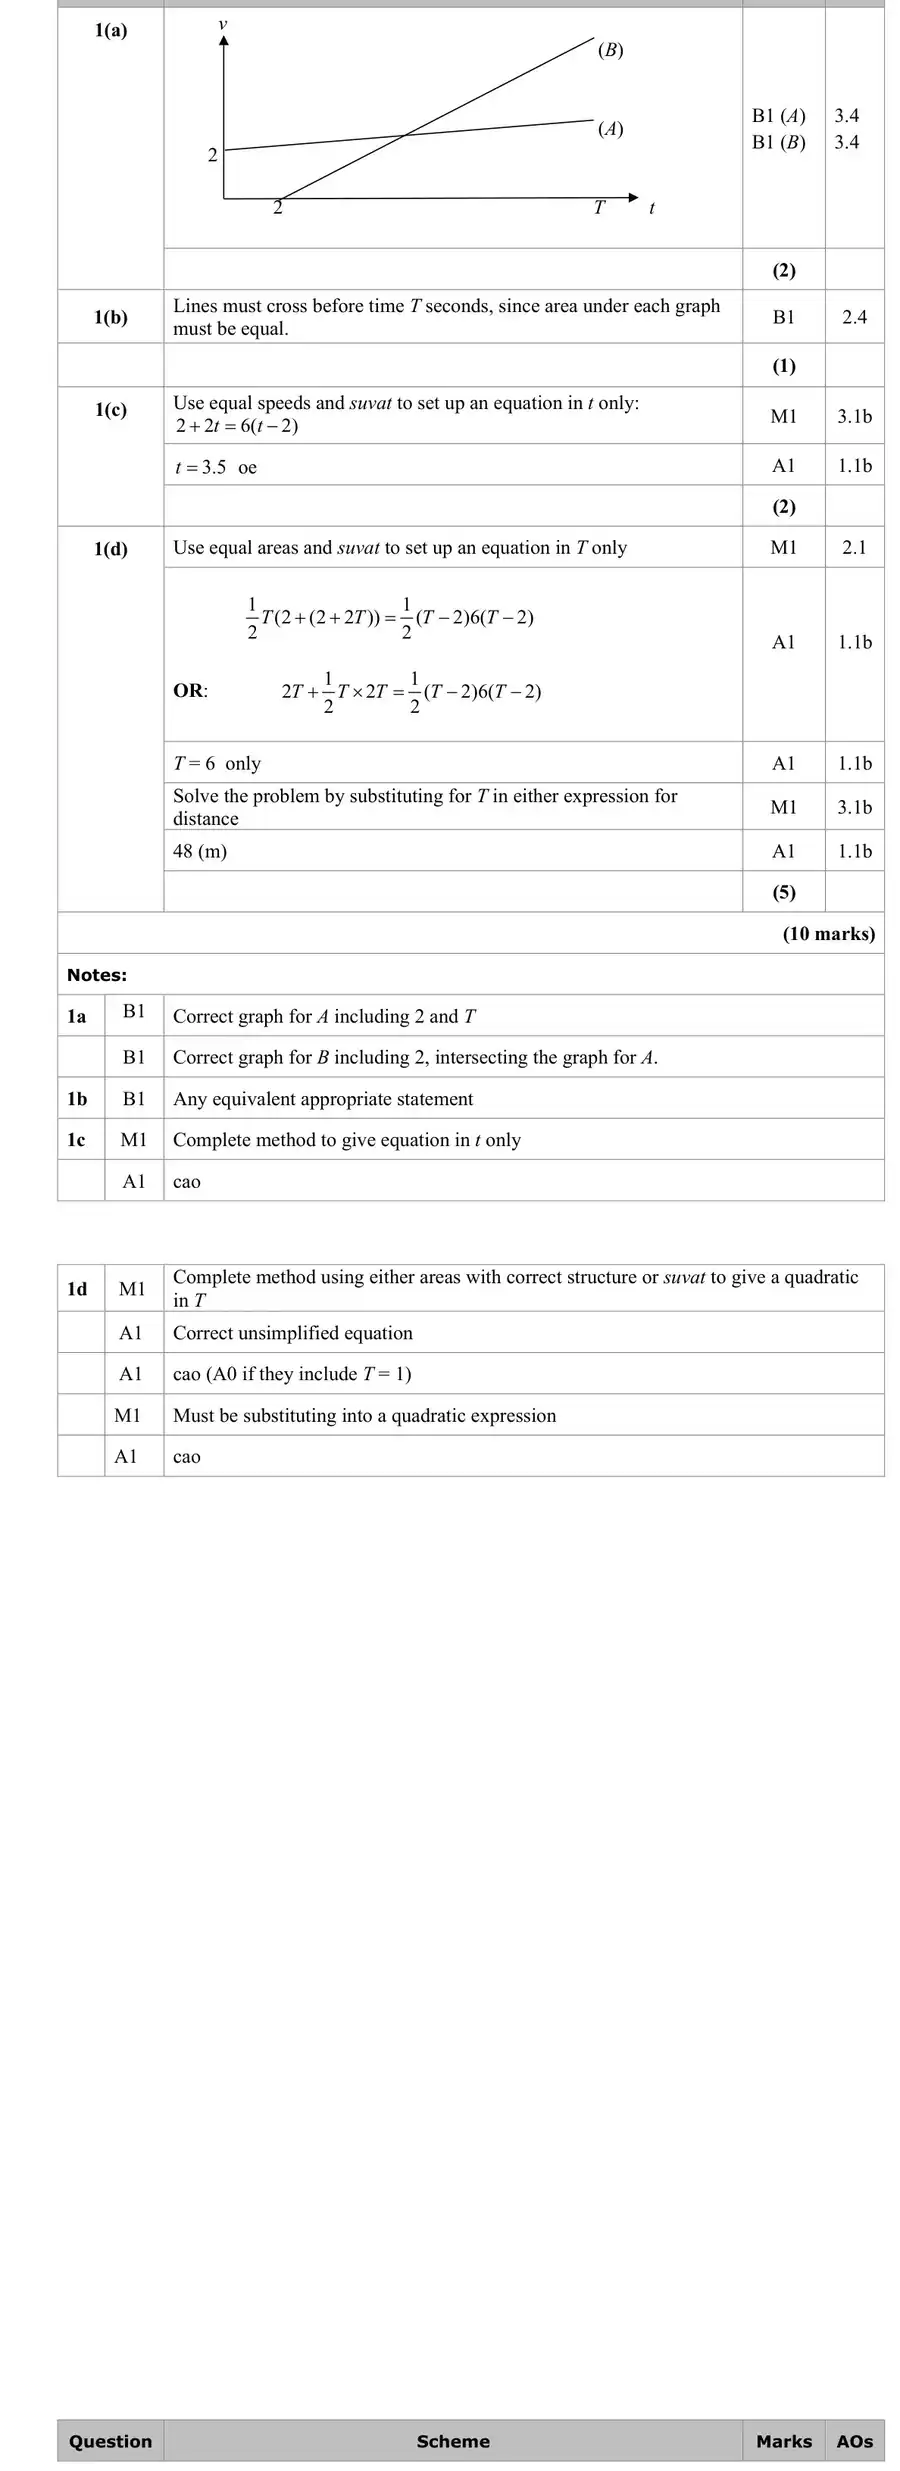 1(a)
v
(B)
(A)
2
2
T
t
B1 (A) 3.4
B1 (B) 3.4
(2)
1(b) Lines must cross before time T seconds, since area under each graph
must be equal. B1 2.4
(1)
1(c) Use equal speeds and suvat to set up an equation in t only:
2 + 2t = 6(t − 2) M1 3.1b
t = 3.5 oe A1 1.1b
(2)
1(d) Use equal areas and suvat to set up an equation in T only M1 2.1
1/2 T(2 + (2 + 2T)) = 1/2 (T − 2)6(T − 2)
A1 1.1b
OR: 2T + 1/2 T × 2T = 1/2 (T − 2)6(T − 2)
T = 6 only A1 1.1b
Solve the problem by substituting for T in either expression for
distance M1 3.1b
48 (m) A1 1.1b
(5)
(10 marks)
Notes:
1a B1 Correct graph for A including 2 and T
B1 Correct graph for B including 2, intersecting the graph for A.
1b B1 Any equivalent appropriate statement
1c M1 Complete method to give equation in t only
A1 cao
1d M1 Complete method using either areas with correct structure or suvat to give a quadratic
in T
A1 Correct unsimplified equation
A1 cao (A0 if they include T = 1)
M1 Must be substituting into a quadratic expression
A1 cao
Question Scheme Marks AOs